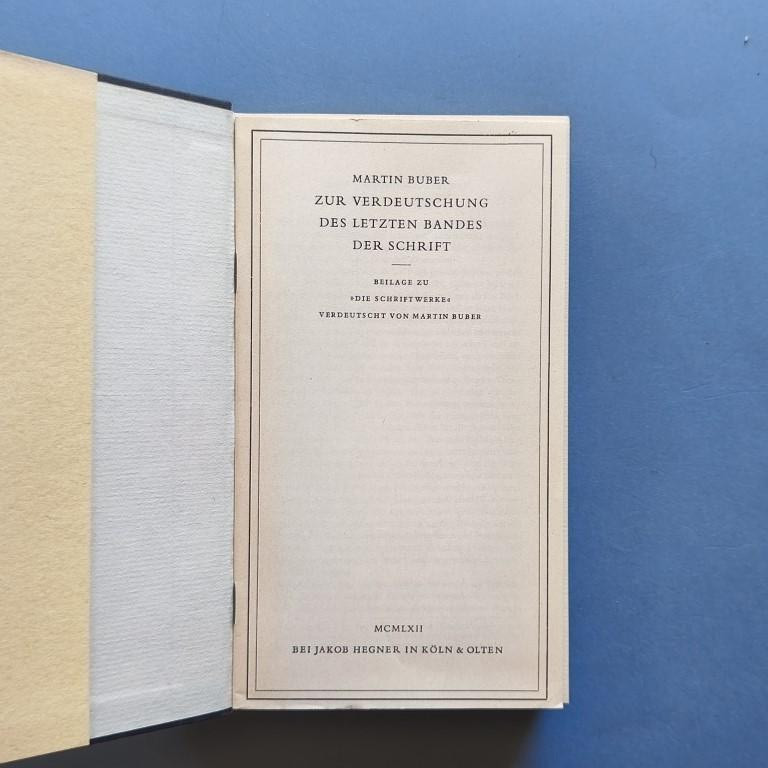 MARTIN BUBER
ZUR VERDEUTSCHUNG
DES LETZTEN BANDES
DER SCHRIFT
BEILAGE ZU
»DIE SCHRIFTWERKE«
VERDEUTSCHT VON MARTIN BUBER
MCMLXII
BEI JAKOB HEGNER IN KÖLN & OLTEN